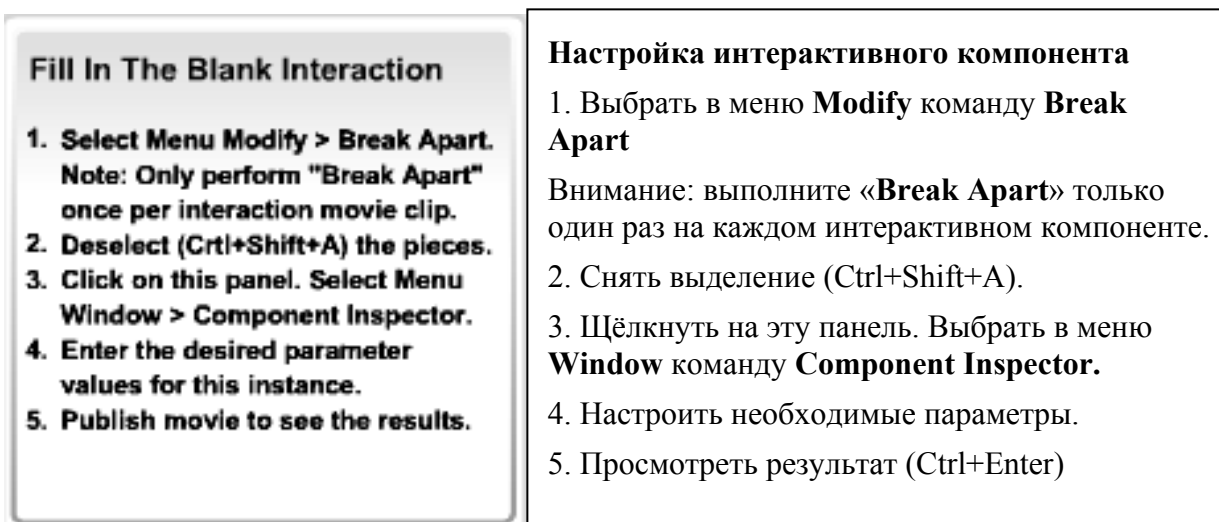 Fill In The Blank Interaction
1. Select Menu Modify > Break Apart.
Note: Only perform "Break Apart"
once per interaction movie clip.
2. Deselect (Crtl+Shift+A) the pieces.
3. Click on this panel. Select Menu
Window > Component Inspector.
4. Enter the desired parameter
values for this instance.
5. Publish movie to see the results.
Настройка интерактивного компонента
1. Выбрать в меню Modify команду Break
Apart
Внимание: выполните «Break Apart» только
один раз на каждом интерактивном компоненте.
2. Снять выделение (Ctrl+Shift+A).
3. Щёлкнуть на эту панель. Выбрать в меню
Window команду Component Inspector.
4. Настроить необходимые параметры.
5. Просмотреть результат (Ctrl+Enter)